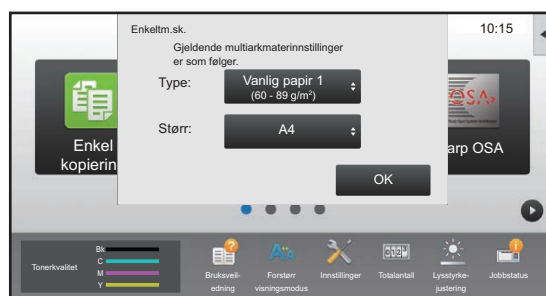 Enkeltm.sk.
10:15
Gjeldende multiarkmaterinnstillinger
er som følger.
Type:
Vanlig papir 1
(60 - 89 g/m²)
Størr:
A4
OK
Enkel
kopierin
OSA
arp OSA
Tonerkvalitet
Bk
C
M
Y
Bruksveil-
edning
Forstørr
visningsmodus
Innstillinger
Totalantall
Lysstyrke-
justering
Jobbstatus